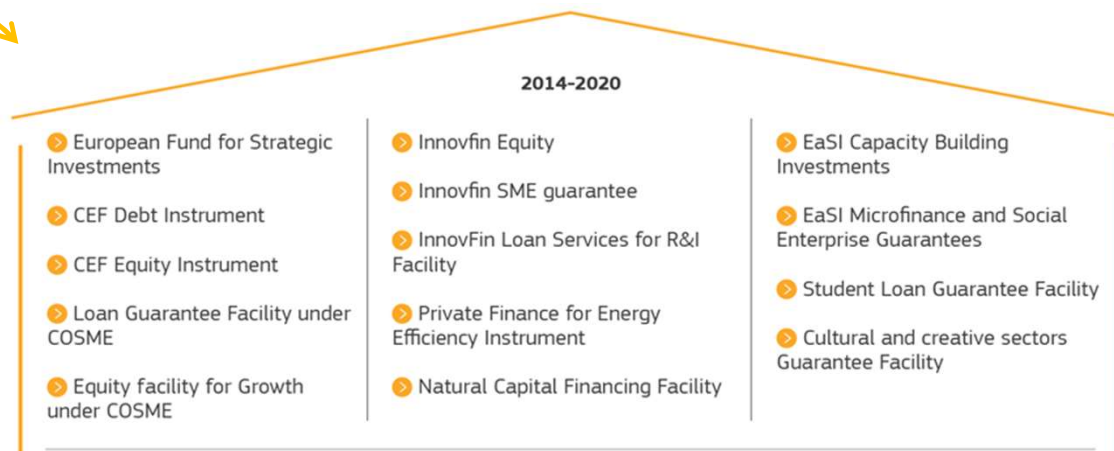 2014-2020
European Fund for Strategic
Investments
CEF Debt Instrument
CEF Equity Instrument
Loan Guarantee Facility under
COSME
Equity facility for Growth
under COSME
Innovfin Equity
Innovfin SME guarantee
InnovFin Loan Services for R&I
Facility
Private Finance for Energy
Efficiency Instrument
Natural Capital Financing Facility
EaSI Capacity Building
Investments
EaSI Microfinance and Social
Enterprise Guarantees
Student Loan Guarantee Facility
Cultural and creative sectors
Guarantee Facility